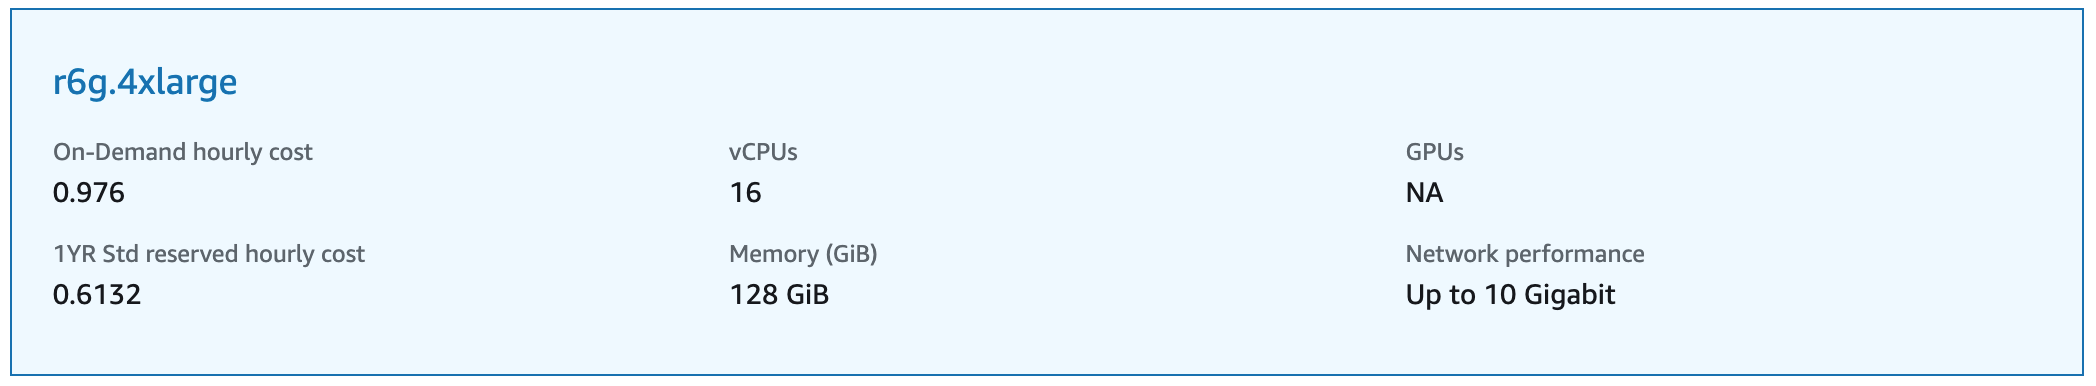 r6g.4xlarge
On-Demand hourly cost
0.976
vCPUs
16
GPUs
NA
1YR Std reserved hourly cost
0.6132
Memory (GiB)
128 GiB
Network performance
Up to 10 Gigabit